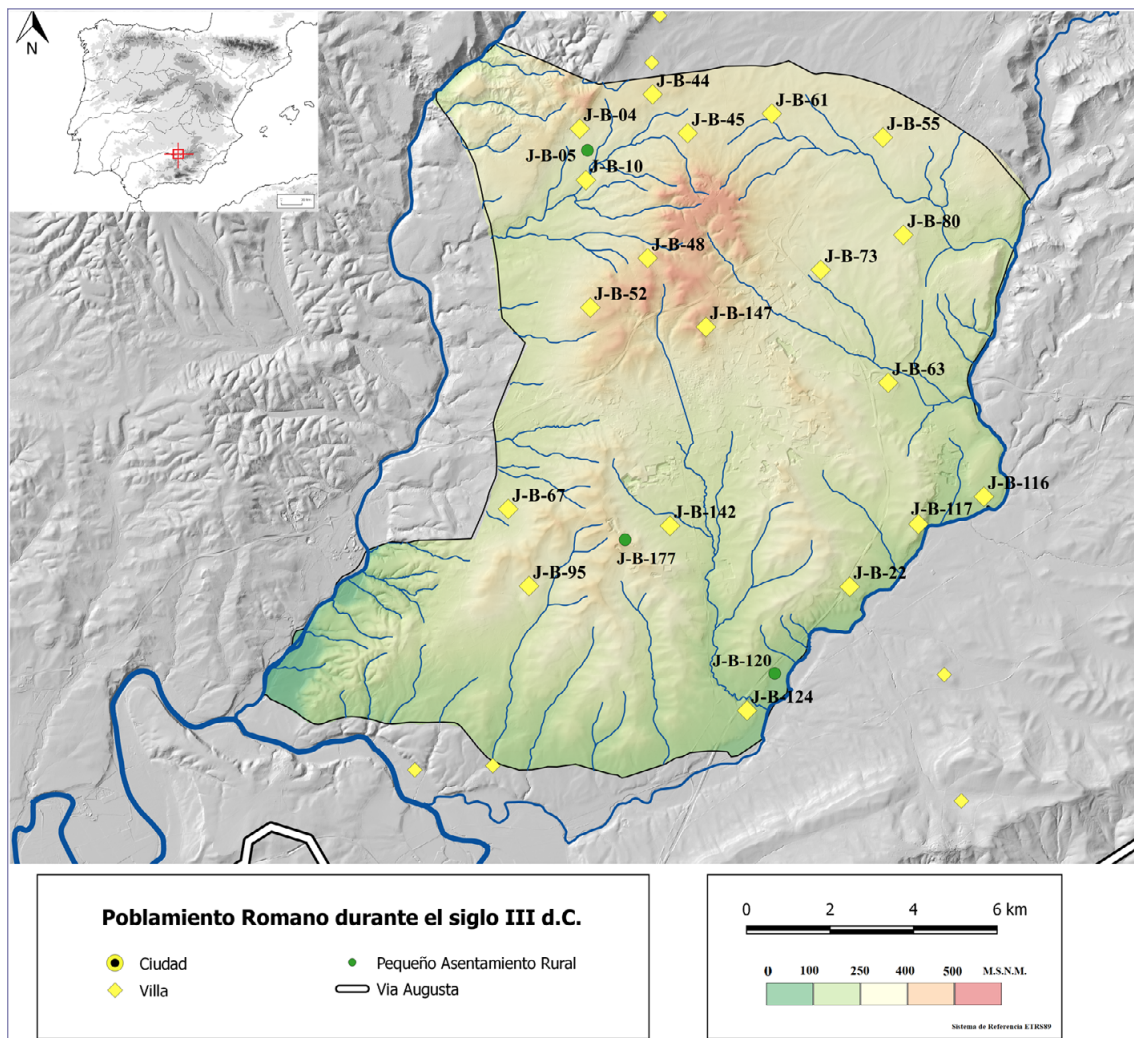 N
J-B-44
J-B-61
J-B-04
J-B-45
J-B-55
J-B-05
J-B-10
J-B-80
J-B-48
J-B-73
J-B-52
J-B-147
J-B-63
J-B-116
J-B-67
J-B-142
J-B-117
J-B-177
J-B-95
J-B-22
J-B-120
J-B-124
Poblamiento Romano durante el siglo III d.C.
Ciudad
Pequeño Asentamiento Rural
Villa
Via Augusta
0 2 4 6 km
0 100 250 400 500 M.S.N.M.
Sistema de Referencia ETRS89